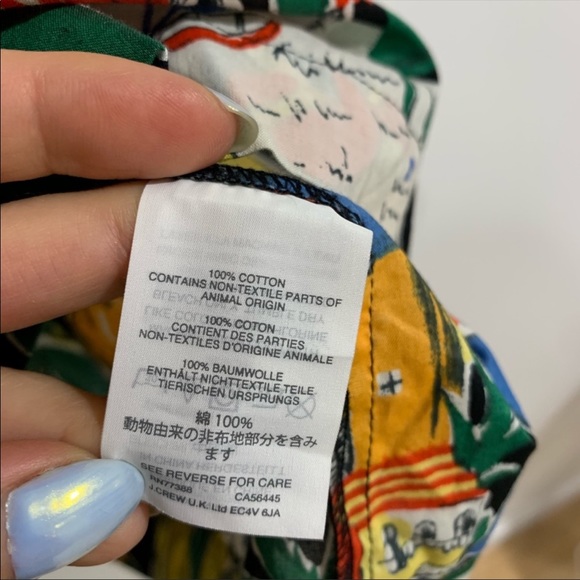 100% COTTON
CONTAINS NON-TEXTILE PARTS OF
ANIMAL ORIGIN
100% COTON
CONTIENT DES PARTIES
NON-TEXTILES D'ORIGINE ANIMALE
100% BAUMWOLLE
ENTHÄLT NICHTTEXTILE TEILE
TIERISCHEN URSPRUNGS
綿 100%
動物由来の非布地部分を含み
ます
SEE REVERSE FOR CARE
RN77388 CA56445
J.CREW U.K. Ltd EC4V 6JA